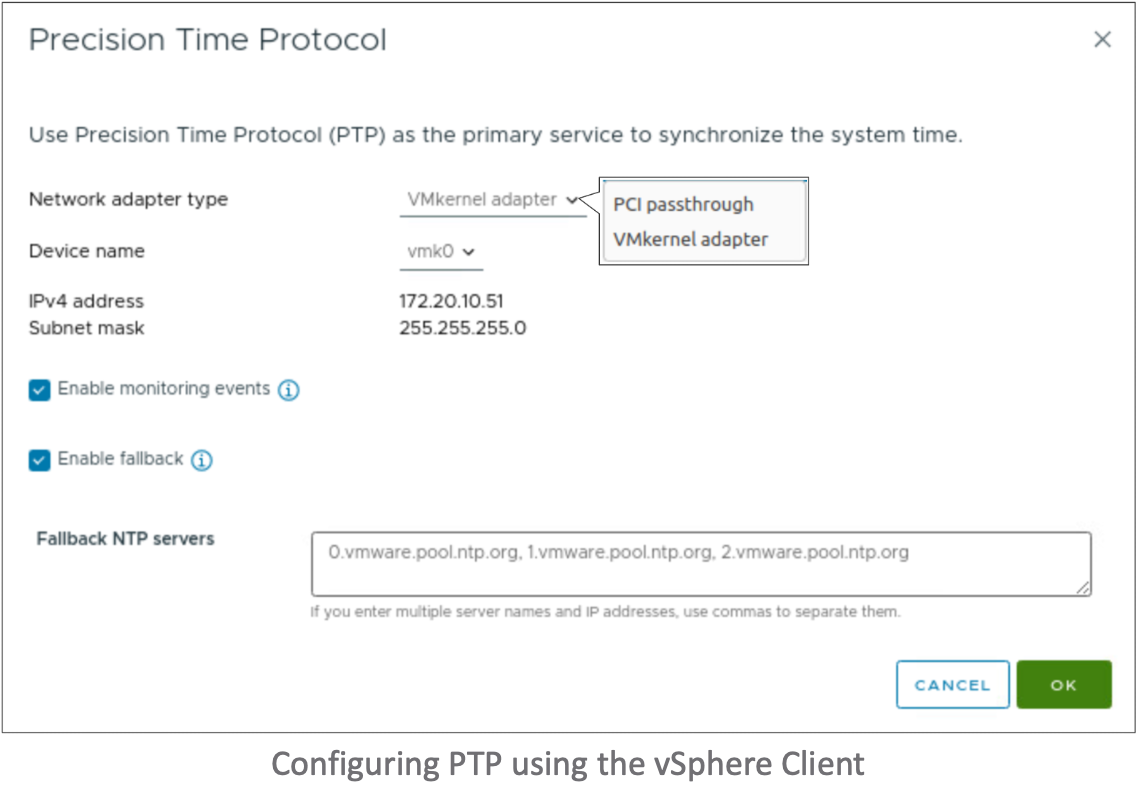 Precision Time Protocol
Use Precision Time Protocol (PTP) as the primary service to synchronize the system time.
Network adapter type
VMkernel adapter
PCI passthrough
VMkernel adapter
Device name
vmk0
IPv4 address
172.20.10.51
Subnet mask
255.255.255.0
Enable monitoring events
Enable fallback
Fallback NTP servers
0.vmware.pool.ntp.org, 1.vmware.pool.ntp.org, 2.vmware.pool.ntp.org
If you enter multiple server names and IP addresses, use commas to separate them.
CANCEL
OK
Configuring PTP using the vSphere Client